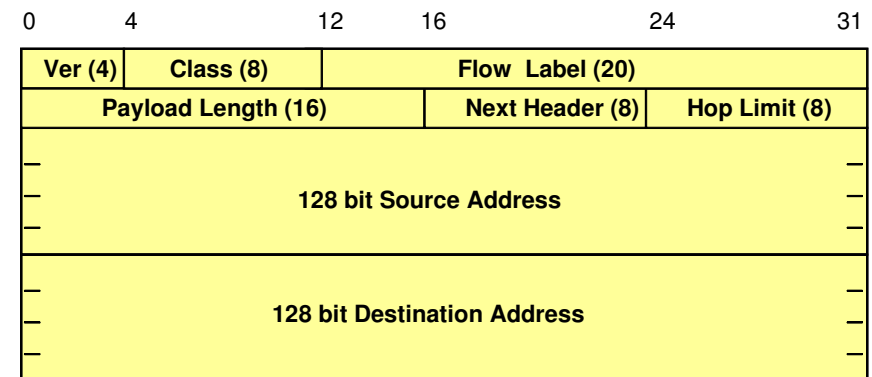 0 4 12 16 24 31
Ver (4) Class (8) Flow Label (20)
Payload Length (16) Next Header (8) Hop Limit (8)
128 bit Source Address
128 bit Destination Address